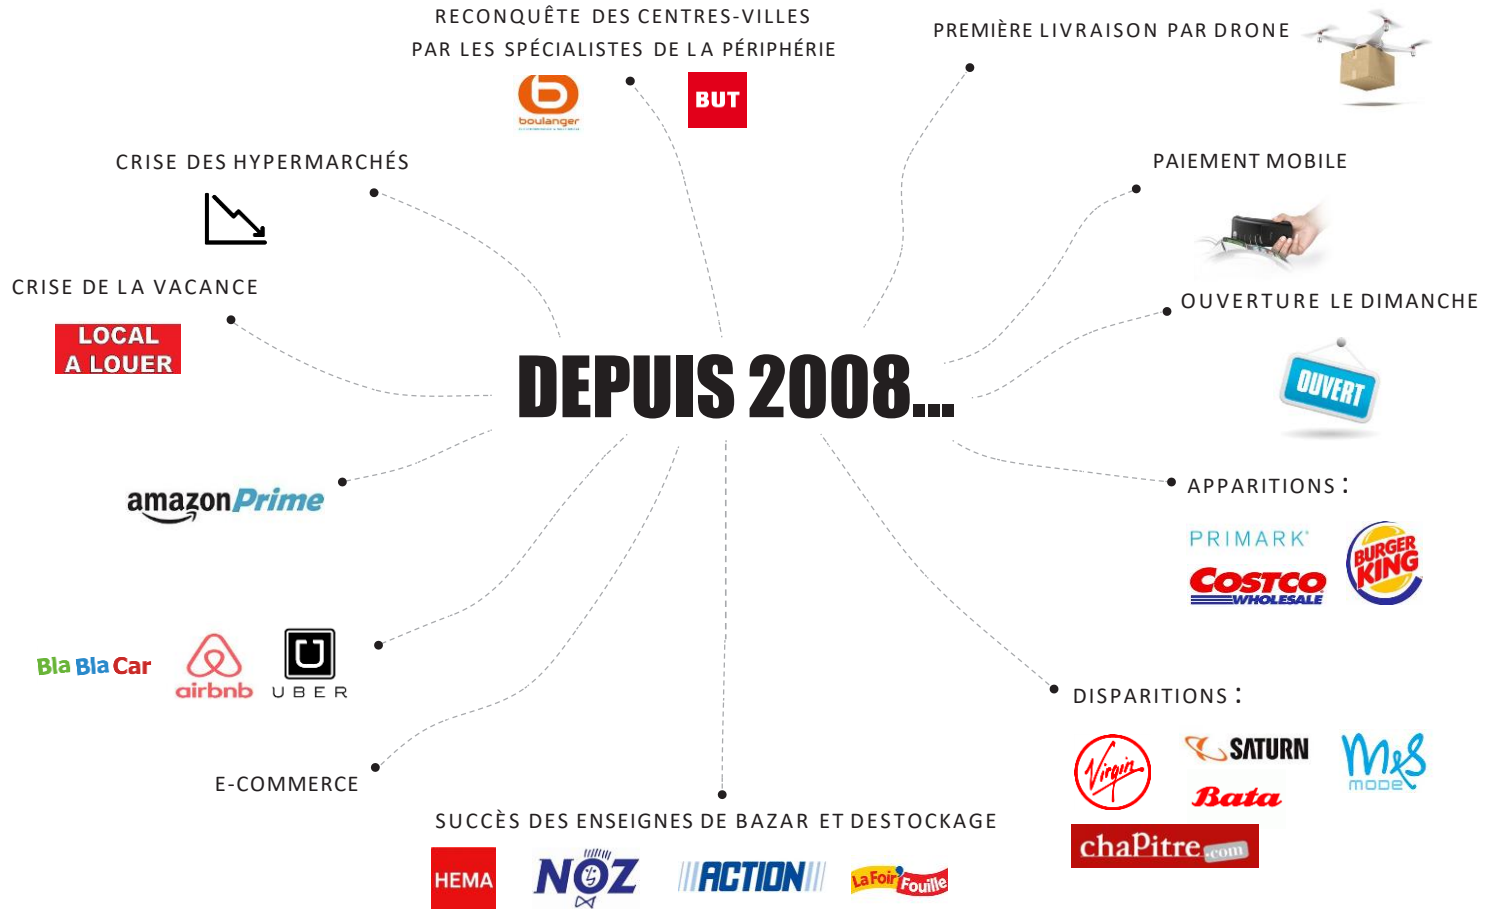 RECONQUÊTE DES CENTRES-VILLES
PAR LES SPÉCIALISTES DE LA PÉRIPHÉRIE
boulanger
BUT
PREMIÈRE LIVRAISON PAR DRONE
CRISE DES HYPERMARCHÉS
PAIEMENT MOBILE
CRISE DE LA VACANCE
LOCAL
A LOUER
OUVERTURE LE DIMANCHE
OUVERT
DEPUIS 2008...
amazonPrime
APPARITIONS :
PRIMARK
COSTCO
WHOLESALE
BURGER
KING
BlaBlaCar
airbnb
UBER
DISPARITIONS :
Virgin
SATURN
Bata
M&S
MODE
chaPitre.com
E-COMMERCE
SUCCÈS DES ENSEIGNES DE BAZAR ET DESTOCKAGE
HEMA
NOZ
ACTION
La Foir'Fouille